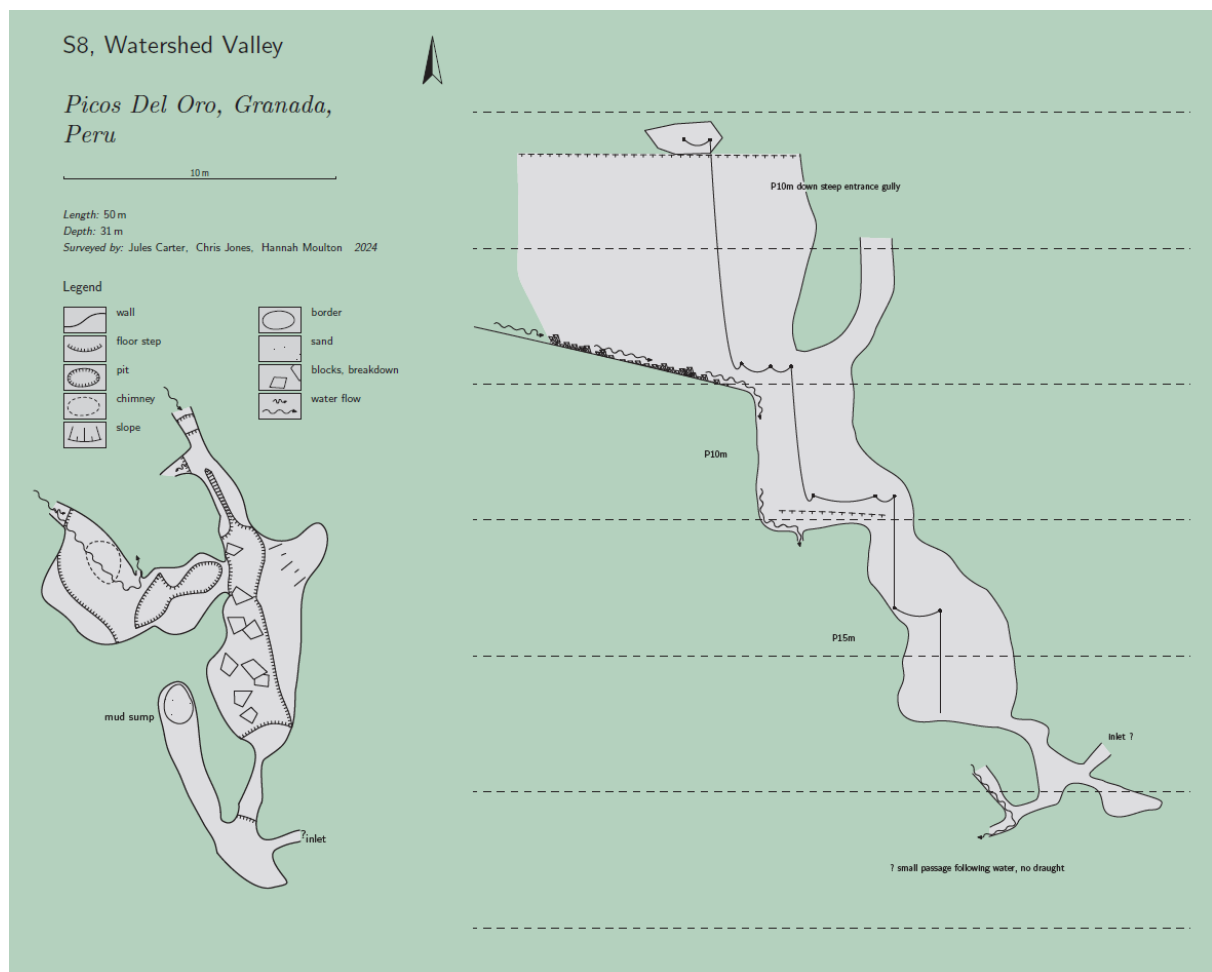 S8, Watershed Valley
Picos Del Oro, Granada,
Peru
10 m
Length: 50 m
Depth: 31 m
Surveyed by: Jules Carter, Chris Jones, Hannah Moulton 2024
Legend
wall
floor step
pit
chimney
slope
border
sand
blocks, breakdown
water flow
mud sump
? inlet
P10m down steep entrance gully
P10m
P15m
inlet ?
? small passage following water, no draught